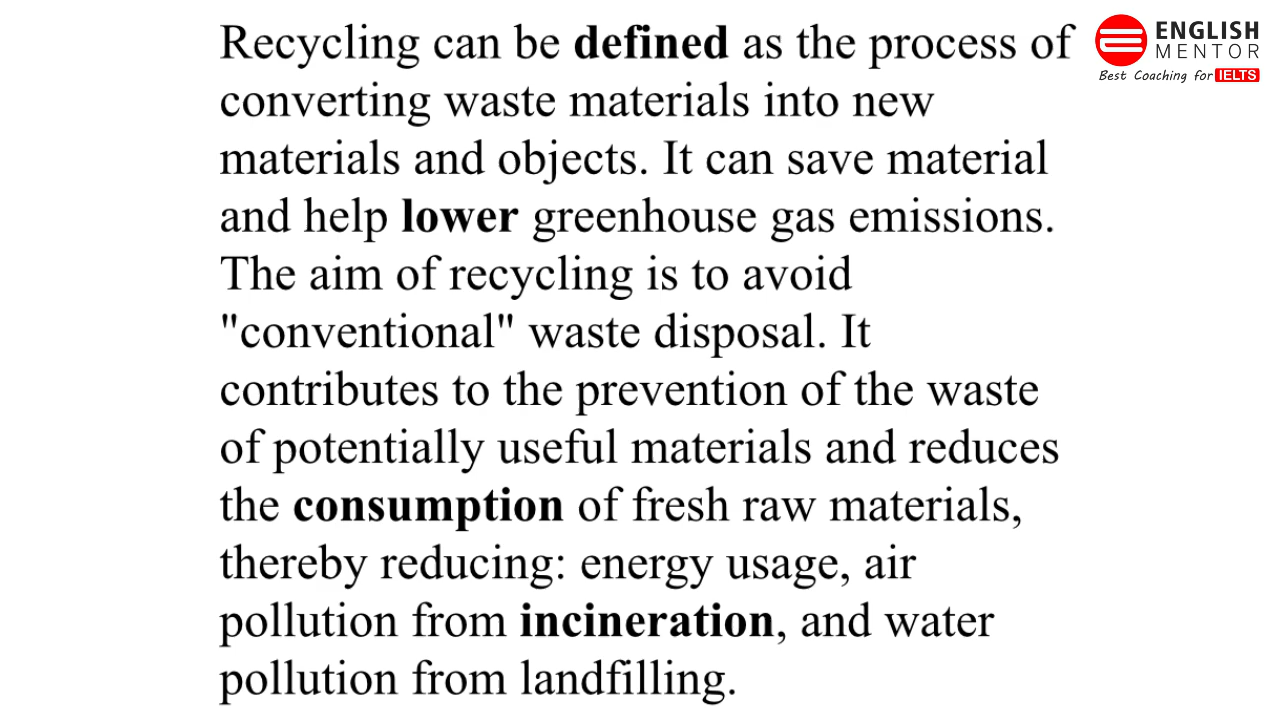 Recycling can be defined as the process of
converting waste materials into new
materials and objects. It can save material
and help lower greenhouse gas emissions.
The aim of recycling is to avoid
"conventional" waste disposal. It
contributes to the prevention of the waste
of potentially useful materials and reduces
the consumption of fresh raw materials,
thereby reducing: energy usage, air
pollution from incineration, and water
pollution from landfilling.
ENGLISH
MENTOR
Best Coaching for IELTS